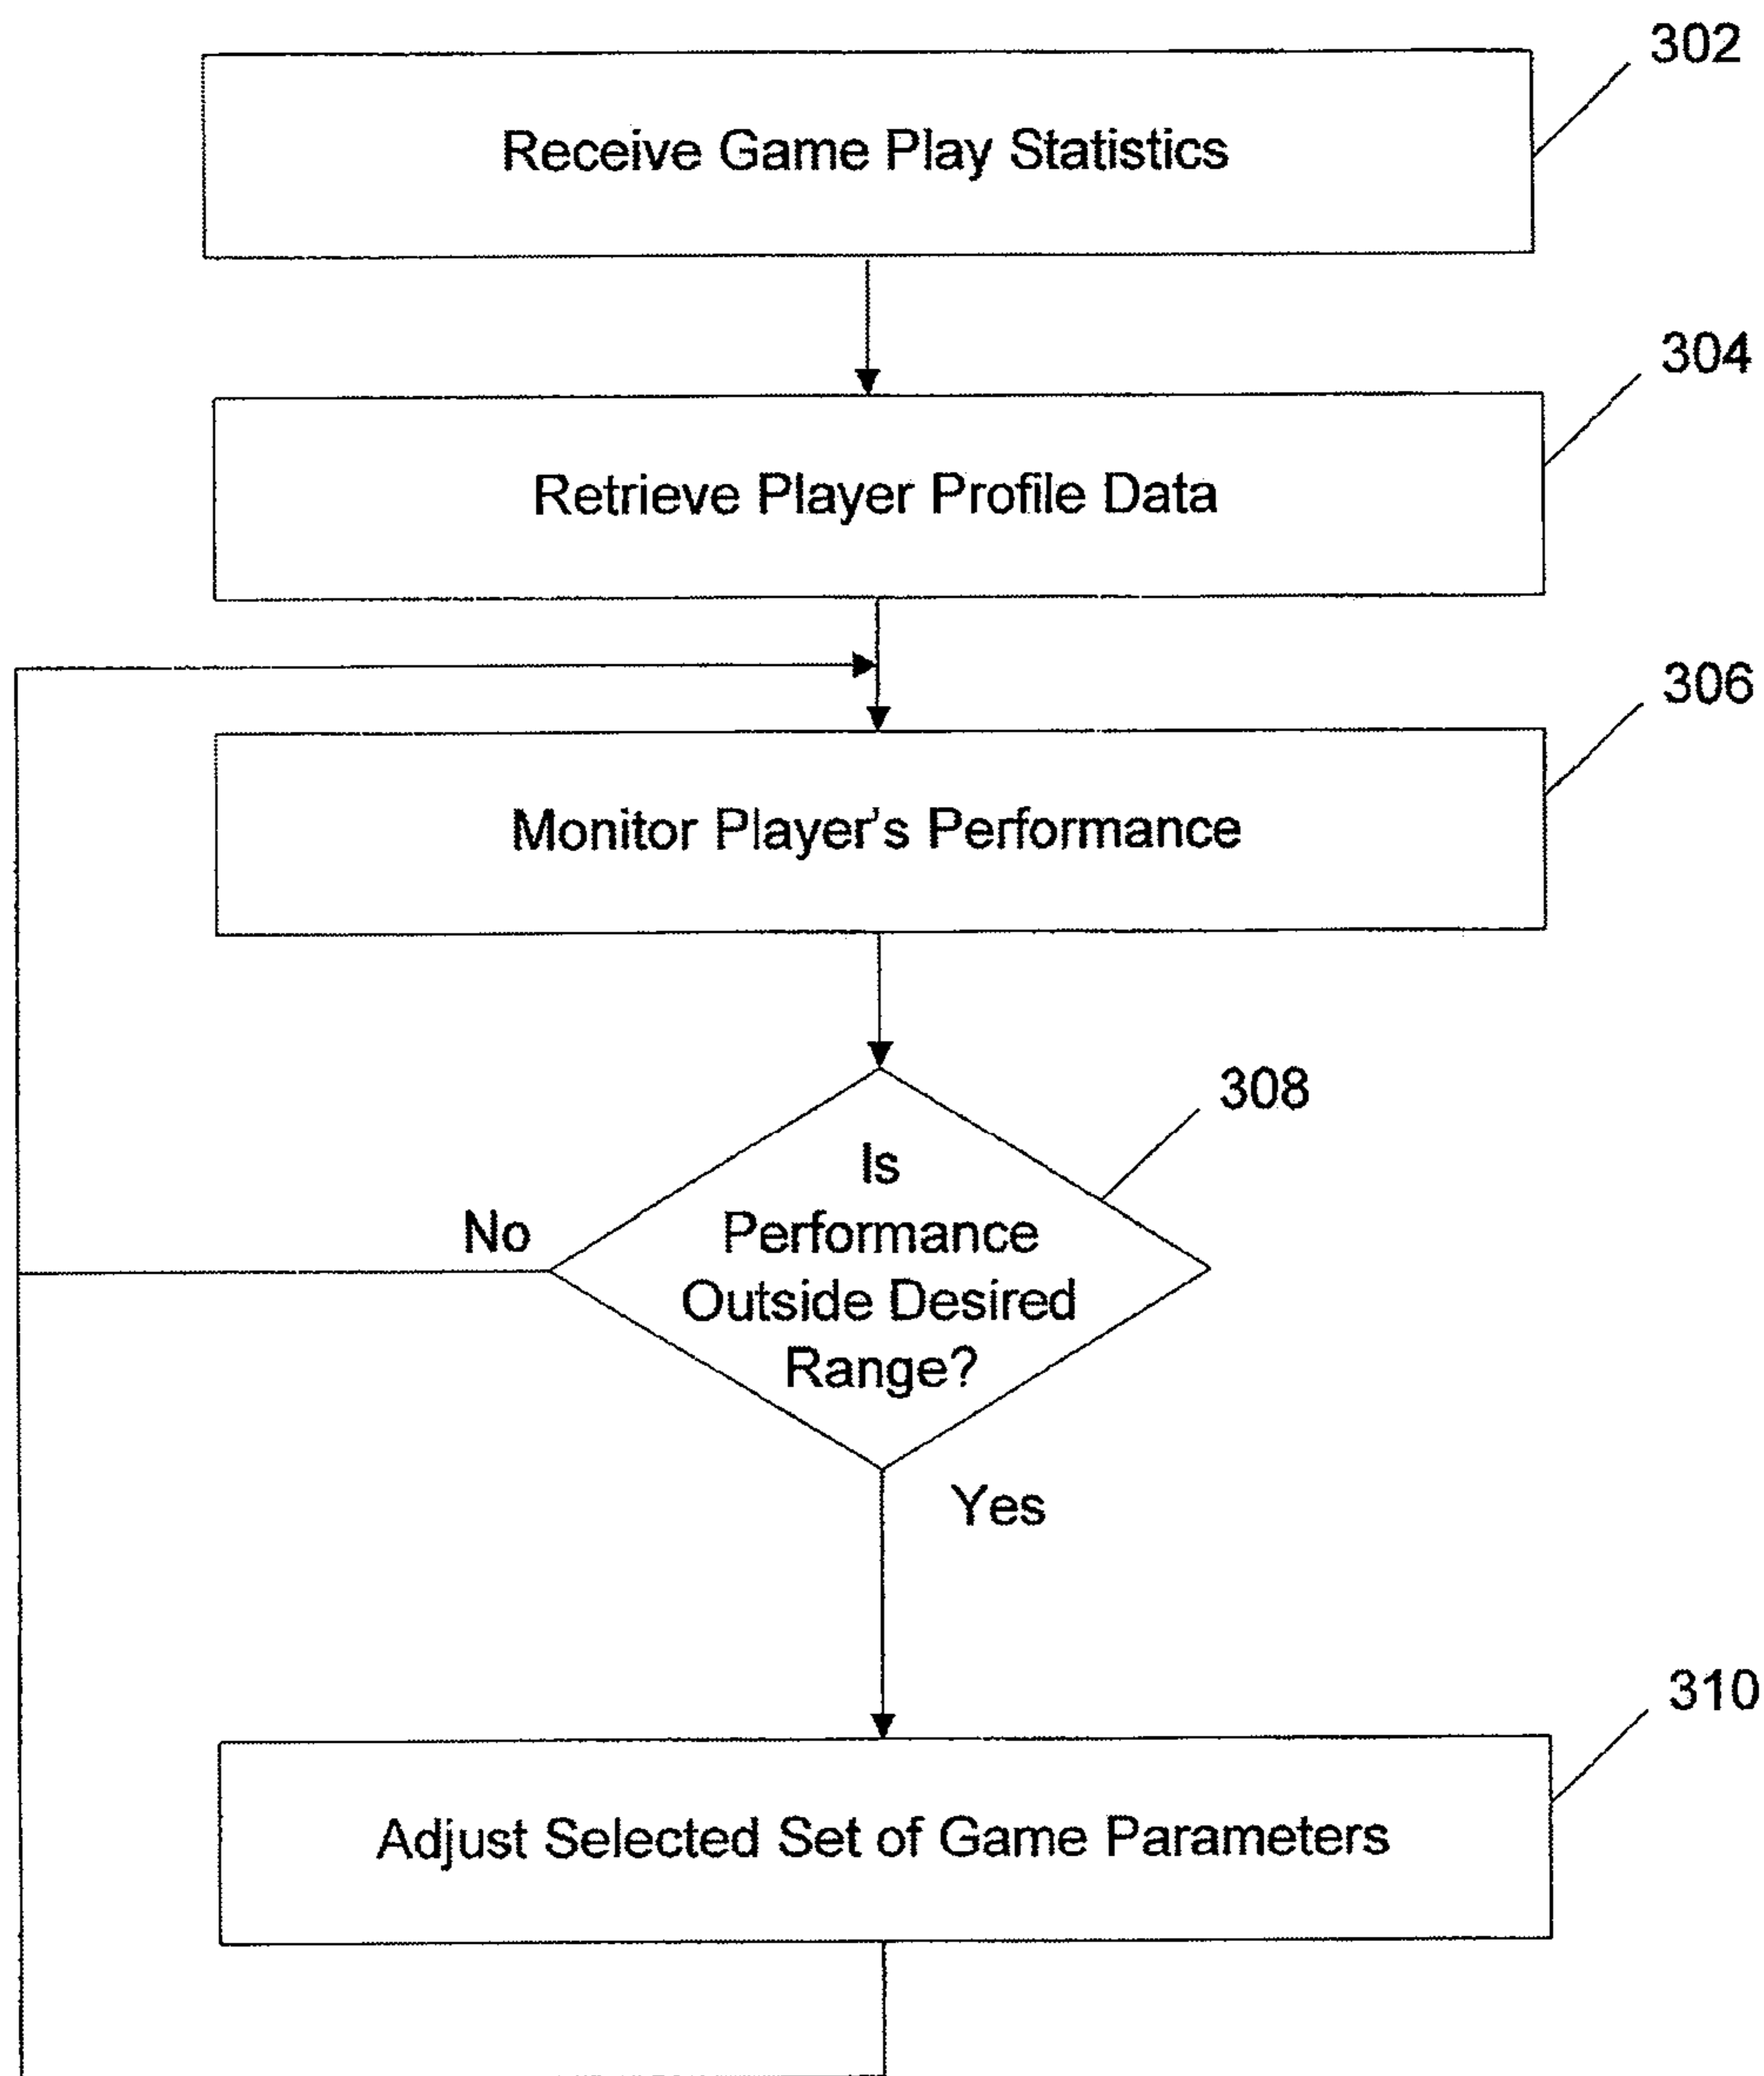 302
Receive Game Play Statistics
304
Retrieve Player Profile Data
306
Monitor Player's Performance
308
Is
Performance
Outside Desired
Range?
No
Yes
310
Adjust Selected Set of Game Parameters